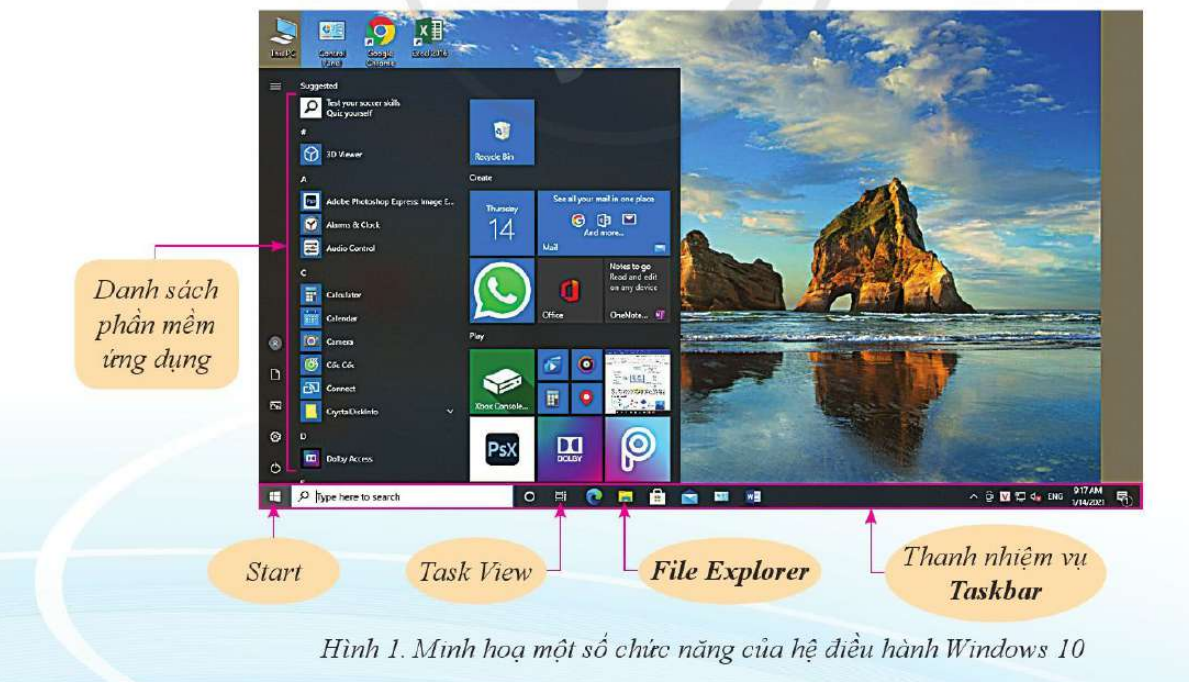 This PC
Control
Panel
Google
Chrome
Excel 2016
Suggested
Test your soccer skills
Quiz yourself
#
3D Viewer
A
Adobe Photoshop Express: Image E...
Alarms & Clock
Audio Control
C
Calculator
Calendar
Camera
Cốc Cốc
Connect
CrystalDiskInfo
D
Dolby Access
Recycle Bin
Create
Thursday
14
See all your mail in one place
And more...
Mail
Office
Notes to go
Read and edit
on any device
OneNote...
Play
Xbox Console...
PsX
DOLBY
Type here to search
ENG
9:17 AM
1/14/2021
Danh sách
phần mềm
ứng dụng
Start
Task View
File Explorer
Thanh nhiệm vụ
Taskbar
Hình 1. Minh hoạ một số chức năng của hệ điều hành Windows 10